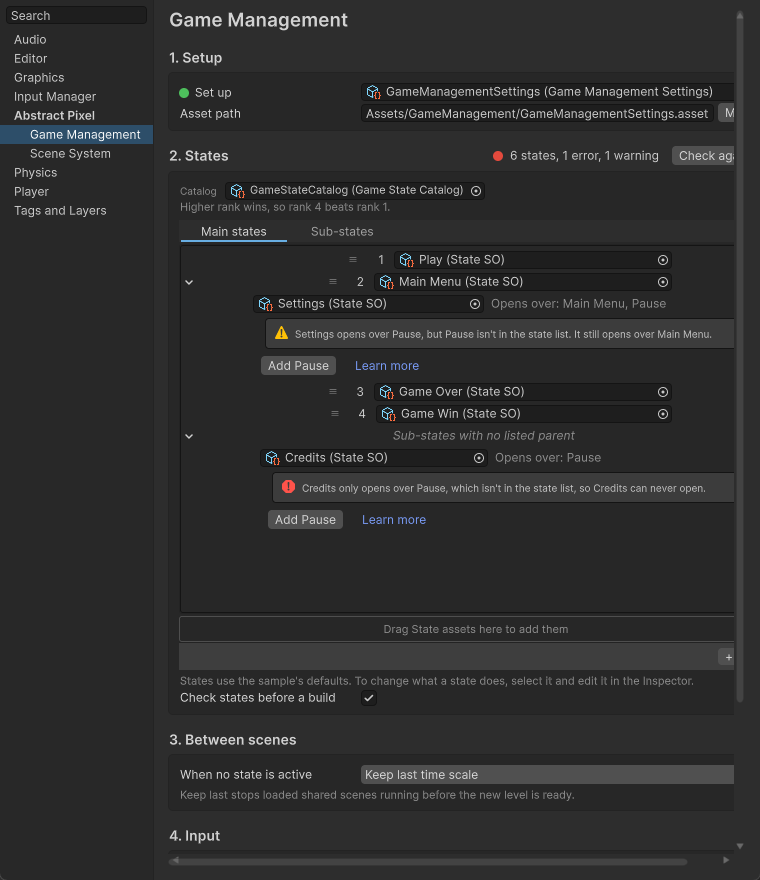 Search
Audio
Editor
Graphics
Input Manager
Abstract Pixel
Game Management
Scene System
Physics
Player
Tags and Layers
Game Management
1. Setup
Set up
GameManagementSettings (Game Management Settings)
Asset path
Assets/GameManagement/GameManagementSettings.asset
M
2. States
6 states, 1 error, 1 warning
Check aga
Catalog
GameStateCatalog (Game State Catalog)
Higher rank wins, so rank 4 beats rank 1.
Main states
Sub-states
1 Play (State SO)
2 Main Menu (State SO)
Settings (State SO)
Opens over: Main Menu, Pause
Settings opens over Pause, but Pause isn't in the state list. It still opens over Main Menu.
Add Pause
Learn more
3 Game Over (State SO)
4 Game Win (State SO)
Sub-states with no listed parent
Credits (State SO)
Opens over: Pause
Credits only opens over Pause, which isn't in the state list, so Credits can never open.
Add Pause
Learn more
Drag State assets here to add them
+
States use the sample's defaults. To change what a state does, select it and edit it in the Inspector.
Check states before a build
3. Between scenes
When no state is active
Keep last time scale
Keep last stops loaded shared scenes running before the new level is ready.
4. Input